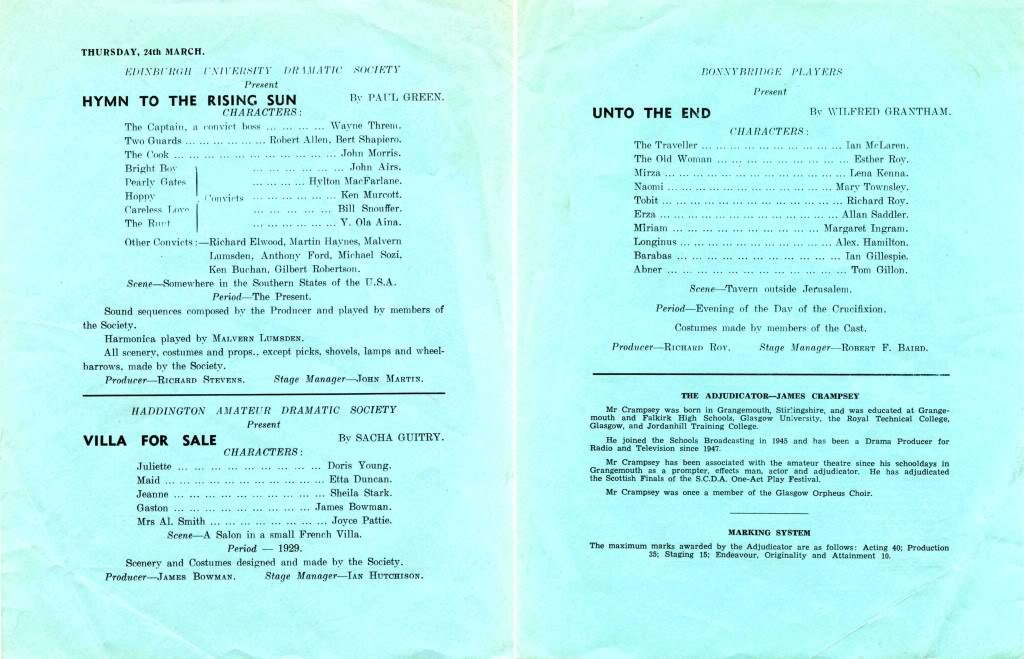 THURSDAY, 24th MARCH.
EDINBURGH UNIVERSITY DRAMATIC SOCIETY
Present
HYMN TO THE RISING SUN By PAUL GREEN.
CHARACTERS:
The Captain, a convict boss ... ... ... ... Wayne Threm.
Two Guards ... ... ... ... ... ... Robert Allen, Bert Shapiero.
The Cook ... ... ... ... ... ... ... ... ... ... ... ... John Morris.
Bright Boy ... ... ... ... ... ... John Airs.
Pearly Gates ... ... ... ... Hylton MacFarlane.
Hoppy Convicts ... ... ... ... ... ... Ken Murcott.
Careless Love ... ... ... ... ... Bill Snouffer.
The Runt ... ... ... ... ... ... Y. Ola Aina.
Other Convicts:—Richard Elwood, Martin Haynes, Malvern
Lumsden, Anthony Ford, Michael Sozi,
Ken Buchan, Gilbert Robertson.
Scene—Somewhere in the Southern States of the U.S.A.
Period—The Present.
Sound sequences composed by the Producer and played by members of
the Society.
Harmonica played by MALVERN LUMSDEN.
All scenery, costumes and props., except picks, shovels, lamps and wheel-
barrows, made by the Society.
Producer—RICHARD STEVENS. Stage Manager—JOHN MARTIN.
HADDINGTON AMATEUR DRAMATIC SOCIETY
Present
VILLA FOR SALE By SACHA GUITRY.
CHARACTERS:
Juliette ... ... ... ... ... ... ... ... ... ... Doris Young.
Maid ... ... ... ... ... ... ... ... ... ... ... Etta Duncan.
Jeanne ... ... ... ... ... ... ... ... ... ... Sheila Stark.
Gaston ... ... ... ... ... ... ... ... ... James Bowman.
Mrs Al. Smith ... ... ... ... ... ... ... ... Joyce Pattie.
Scene—A Salon in a small French Villa.
Period — 1929.
Scenery and Costumes designed and made by the Society.
Producer—JAMES BOWMAN. Stage Manager—IAN HUTCHISON.
BONNYBRIDGE PLAYERS
Present
UNTO THE END By WILFRED GRANTHAM.
CHARACTERS:
The Traveller ... ... ... ... ... ... ... ... ... ... Ian McLaren.
The Old Woman ... ... ... ... ... ... ... ... ... Esther Roy.
Mirza ... ... ... ... ... ... ... ... ... ... ... ... ... Lena Kenna.
Naomi ... ... ... ... ... ... ... ... ... ... ... ... Mary Townsley.
Tobit ... ... ... ... ... ... ... ... ... ... ... ... ... Richard Roy.
Erza ... ... ... ... ... ... ... ... ... ... ... ... ... Allan Saddler.
Miriam ... ... ... ... ... ... ... ... ... ... ... Margaret Ingram.
Longinus ... ... ... ... ... ... ... ... ... ... ... Alex. Hamilton.
Barabas ... ... ... ... ... ... ... ... ... ... ... ... Ian Gillespie.
Abner ... ... ... ... ... ... ... ... ... ... ... ... ... Tom Gillon.
Scene—Tavern outside Jerusalem.
Period—Evening of the Day of the Crucifixion.
Costumes made by members of the Cast.
Producer—RICHARD ROY. Stage Manager—ROBERT F. BAIRD.
THE ADJUDICATOR—JAMES CRAMPSEY
Mr Crampsey was born in Grangemouth, Stirlingshire, and was educated at Grange-
mouth and Falkirk High Schools, Glasgow University, the Royal Technical College,
Glasgow, and Jordanhill Training College.
He joined the Schools Broadcasting in 1945 and has been a Drama Producer for
Radio and Television since 1947.
Mr Crampsey has been associated with the amateur theatre since his schooldays in
Grangemouth as a prompter, effects man, actor and adjudicator. He has adjudicated
the Scottish Finals of the S.C.D.A. One-Act Play Festival.
Mr Crampsey was once a member of the Glasgow Orpheus Choir.
MARKING SYSTEM
The maximum marks awarded by the Adjudicator are as follows: Acting 40; Production
35; Staging 15; Endeavour, Originality and Attainment 10.